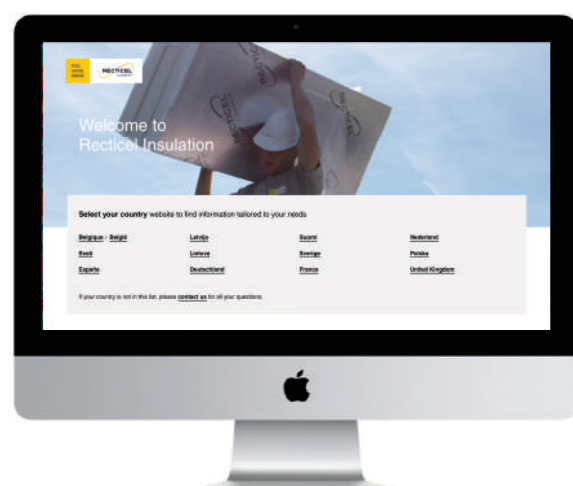 RECTICEL
Welcome to
Recticel Insulation
Select your country website to find information tailored to your needs
Belgique - België Latvija Suomi Nederland
Eesti Lietuva Sverige Polska
España Deutschland France United Kingdom
If your country is not in this list, please contact us for all your questions.